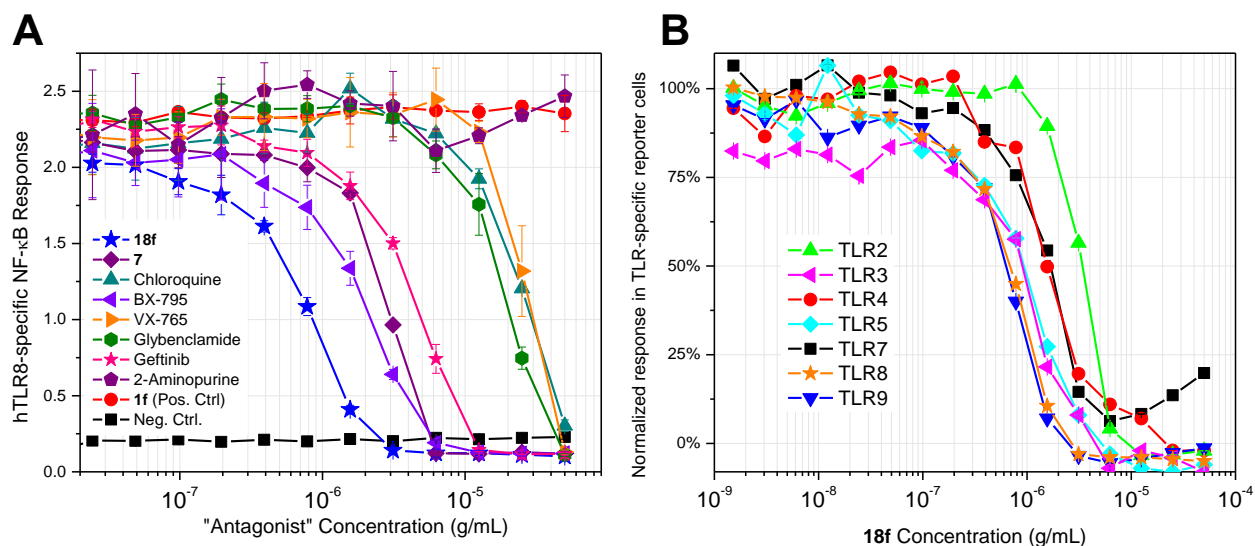 A
hTLR8-specific NF-κB Response
2.5
2.0
1.5
1.0
0.5
0.0
18f
7
Chloroquine
BX-795
VX-765
Glybenclamide
Geftinib
2-Aminopurine
1f (Pos. Ctrl)
Neg. Ctrl.
10-7
10-6
10-5
"Antagonist" Concentration (g/mL)
B
Normalized response in TLR-specific reporter cells
100%
75%
50%
25%
0%
TLR2
TLR3
TLR4
TLR5
TLR7
TLR8
TLR9
10-9
10-8
10-7
10-6
10-5
10-4
18f Concentration (g/mL)